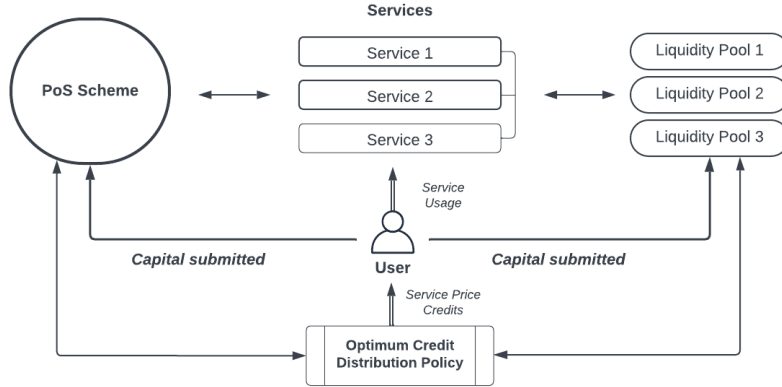 Services
PoS Scheme
Service 1
Service 2
Service 3
Liquidity Pool 1
Liquidity Pool 2
Liquidity Pool 3
Service
Usage
Capital submitted
User
Capital submitted
Service Price
Credits
Optimum Credit
Distribution Policy